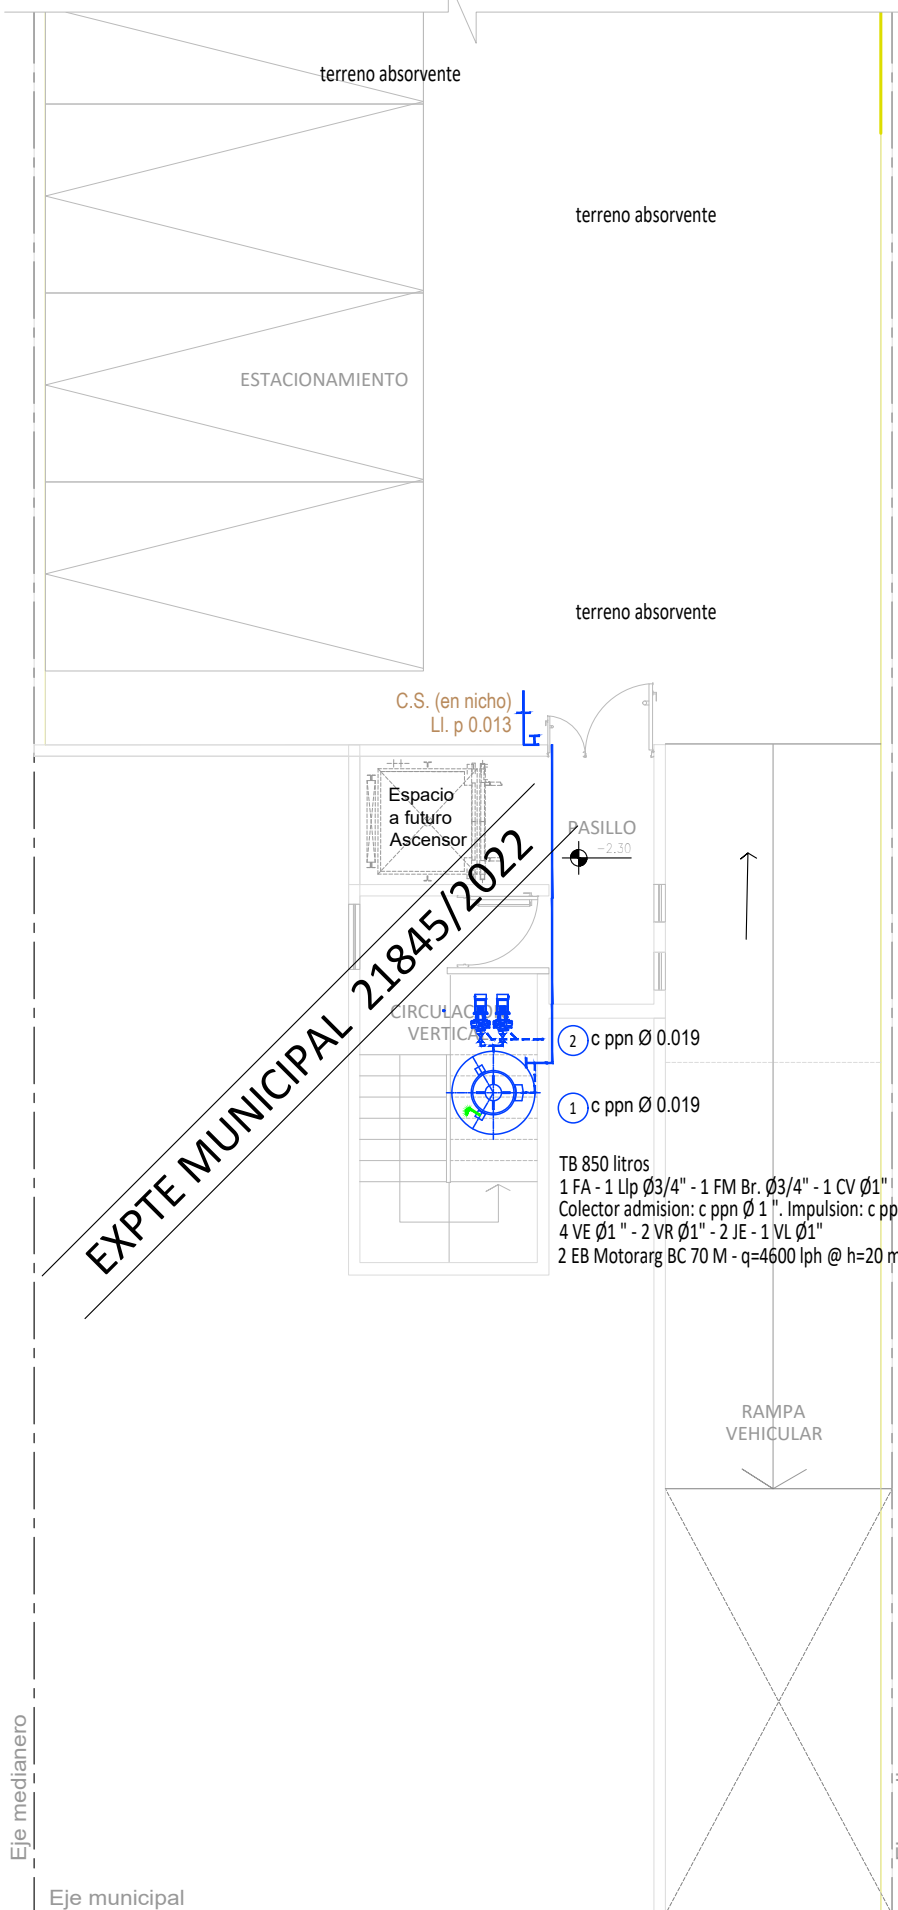 terreno absorvente
terreno absorvente
ESTACIONAMIENTO
terreno absorvente
C.S. (en nicho)
Ll. p 0.013
Espacio
a futuro
Ascensor
PASILLO
-2.30
EXPTE MUNICIPAL 21845/2022
CIRCULACION
VERTICAL
2 c ppn Ø 0.019
1 c ppn Ø 0.019
TB 850 litros
1 FA - 1 Llp Ø3/4" - 1 FM Br. Ø3/4" - 1 CV Ø1"
Colector admision: c ppn Ø 1 ". Impulsion: c pp
4 VE Ø1 " - 2 VR Ø1" - 2 JE - 1 VL Ø1"
2 EB Motorarg BC 70 M - q=4600 lph @ h=20 m
RAMPA
VEHICULAR
Eje medianero
Eje municipal